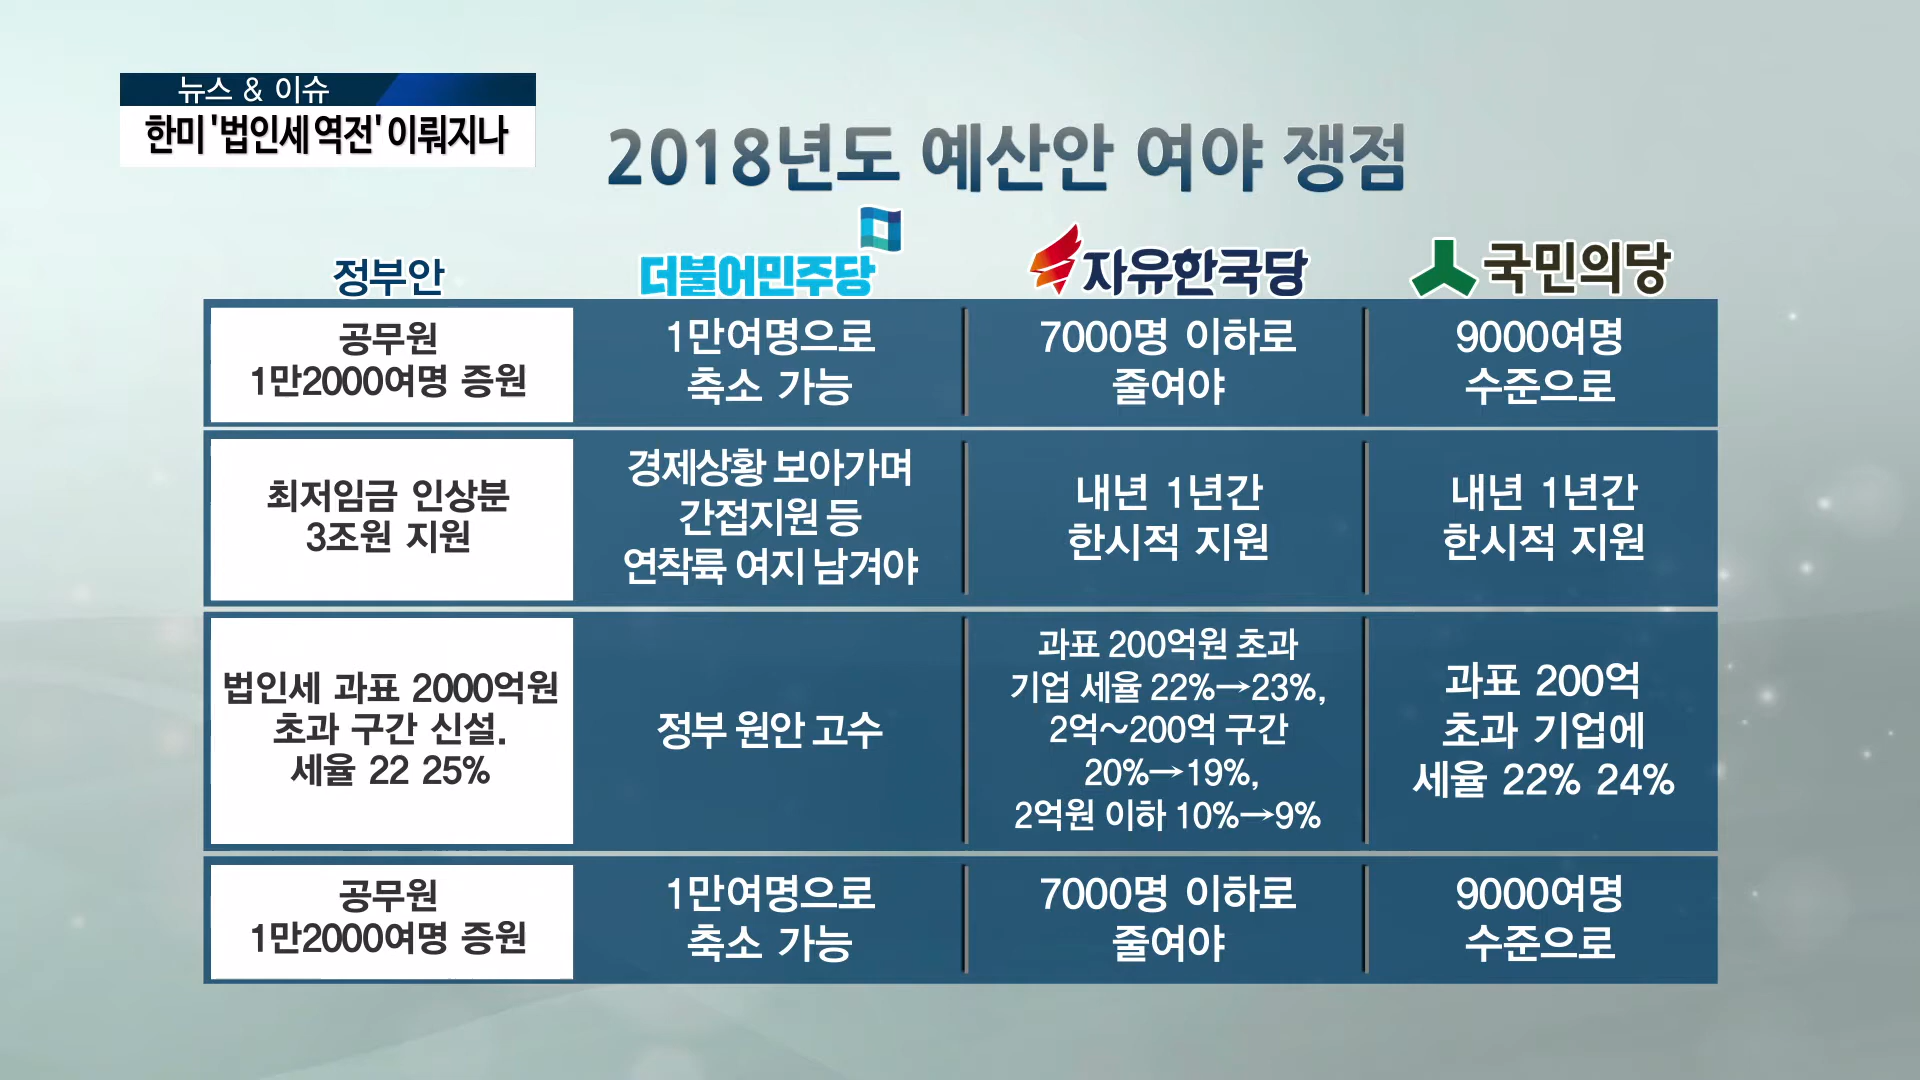 뉴스 & 이슈
한미 '법인세 역전' 이뤄지나
2018년도 예산안 여야 쟁점
정부안
더불어민주당
자유한국당
국민의당
공무원
1만2000여명 증원
1만여명으로
축소 가능
7000명 이하로
줄여야
9000여명
수준으로
최저임금 인상분
3조원 지원
경제상황 보아가며
간접지원 등
연착륙 여지 남겨야
내년 1년간
한시적 지원
내년 1년간
한시적 지원
법인세 과표 2000억원
초과 구간 신설.
세율 22 25%
정부 원안 고수
과표 200억원 초과
기업 세율 22%→23%,
2억~200억 구간
20%→19%,
2억원 이하 10%→9%
과표 200억
초과 기업에
세율 22% 24%
공무원
1만2000여명 증원
1만여명으로
축소 가능
7000명 이하로
줄여야
9000여명
수준으로